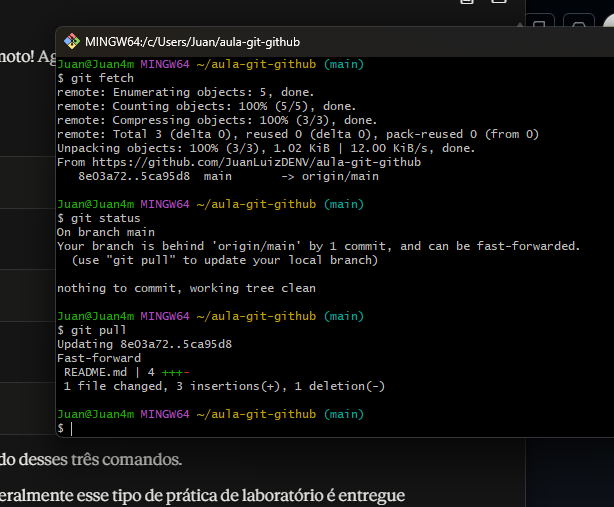 MINGW64:/c/Users/Juan/aula-git-github
moto! Ag
Juan@Juan4m MINGW64 ~/aula-git-github (main)
$ git fetch
remote: Enumerating objects: 5, done.
remote: Counting objects: 100% (5/5), done.
remote: Compressing objects: 100% (3/3), done.
remote: Total 3 (delta 0), reused 0 (delta 0), pack-reused 0 (from 0)
Unpacking objects: 100% (3/3), 1.02 KiB | 12.00 KiB/s, done.
From https://github.com/JuanLuizDENV/aula-git-github
8e03a72..5ca95d8  main       -> origin/main
Juan@Juan4m MINGW64 ~/aula-git-github (main)
$ git status
On branch main
Your branch is behind 'origin/main' by 1 commit, and can be fast-forwarded.
(use "git pull" to update your local branch)
nothing to commit, working tree clean
Juan@Juan4m MINGW64 ~/aula-git-github (main)
$ git pull
Updating 8e03a72..5ca95d8
Fast-forward
README.md | 4 +++-
1 file changed, 3 insertions(+), 1 deletion(-)
Juan@Juan4m MINGW64 ~/aula-git-github (main)
$
do desses três comandos.
eralmente esse tipo de prática de laboratório é entregue